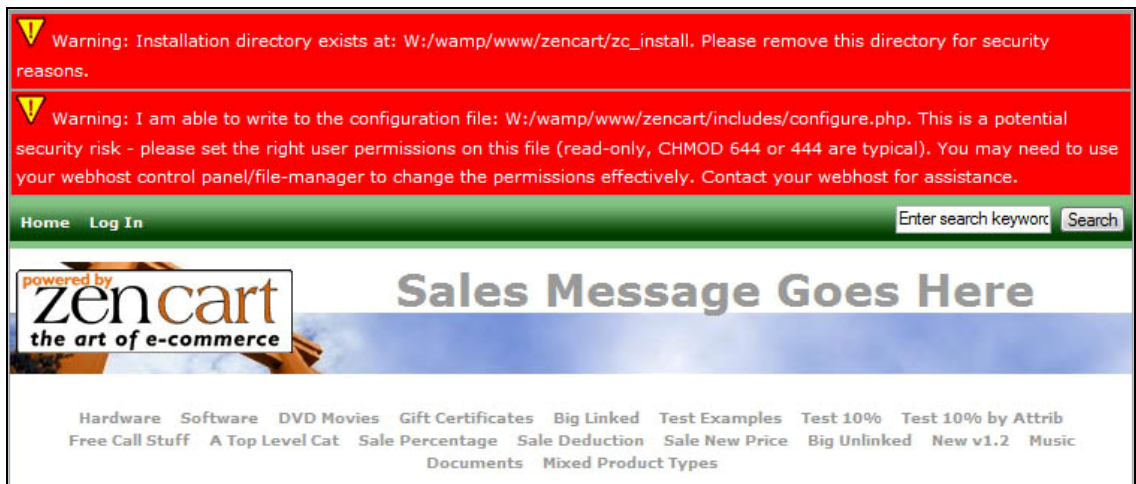 Warning: Installation directory exists at: W:/wamp/www/zencart/zc_install. Please remove this directory for security
reasons.
Warning: I am able to write to the configuration file: W:/wamp/www/zencart/includes/configure.php. This is a potential
security risk - please set the right user permissions on this file (read-only, CHMOD 644 or 444 are typical). You may need to use
your webhost control panel/file-manager to change the permissions effectively. Contact your webhost for assistance.
Home Log In Enter search keyword Search
powered by
zen cart
the art of e-commerce
Sales Message Goes Here
Hardware Software DVD Movies Gift Certificates Big Linked Test Examples Test 10% Test 10% by Attrib
Free Call Stuff A Top Level Cat Sale Percentage Sale Deduction Sale New Price Big Unlinked New v1.2 Music
Documents Mixed Product Types